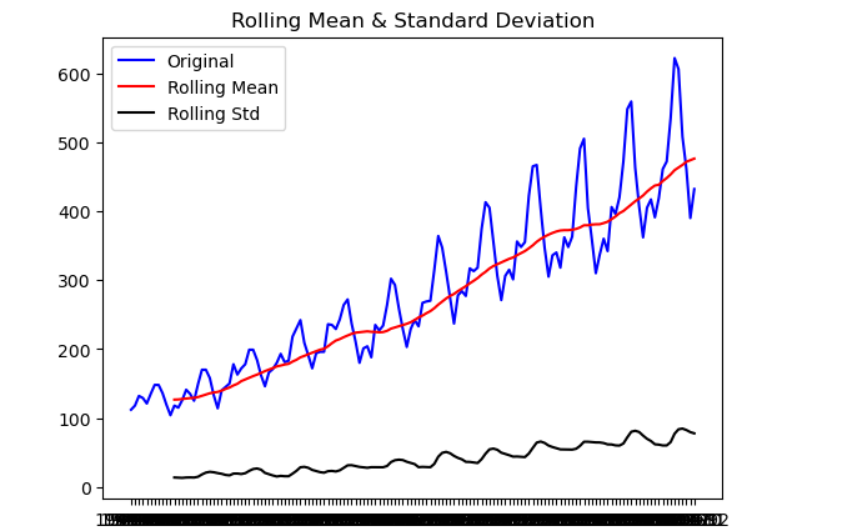 Rolling Mean & Standard Deviation
Original
Rolling Mean
Rolling Std
600
500
400
300
200
100
0